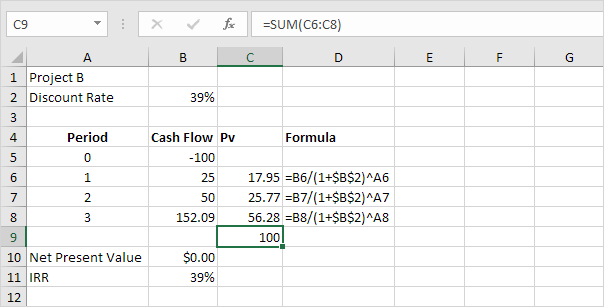 C9 fx =SUM(C6:C8)
A B C D E F G
1 Project B
2 Discount Rate 39%
3
4 Period Cash Flow Pv Formula
5 0 -100
6 1 25 17.95 =B6/(1+$B$2)^A6
7 2 50 25.77 =B7/(1+$B$2)^A7
8 3 152.09 56.28 =B8/(1+$B$2)^A8
9 100
10 Net Present Value $0.00
11 IRR 39%
12